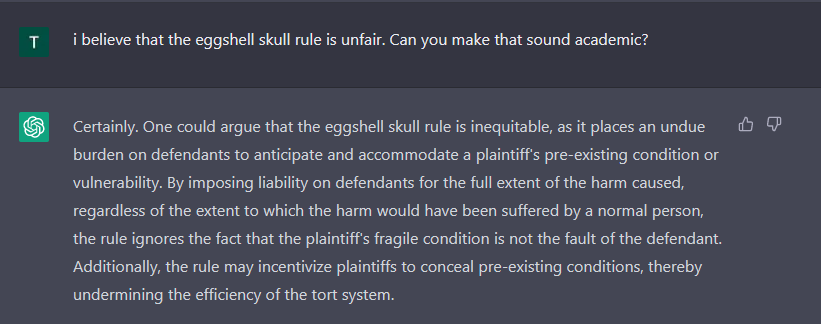 T
i believe that the eggshell skull rule is unfair. Can you make that sound academic?
Certainly. One could argue that the eggshell skull rule is inequitable, as it places an undue
burden on defendants to anticipate and accommodate a plaintiff's pre-existing condition or
vulnerability. By imposing liability on defendants for the full extent of the harm caused,
regardless of the extent to which the harm would have been suffered by a normal person,
the rule ignores the fact that the plaintiff's fragile condition is not the fault of the defendant.
Additionally, the rule may incentivize plaintiffs to conceal pre-existing conditions, thereby
undermining the efficiency of the tort system.